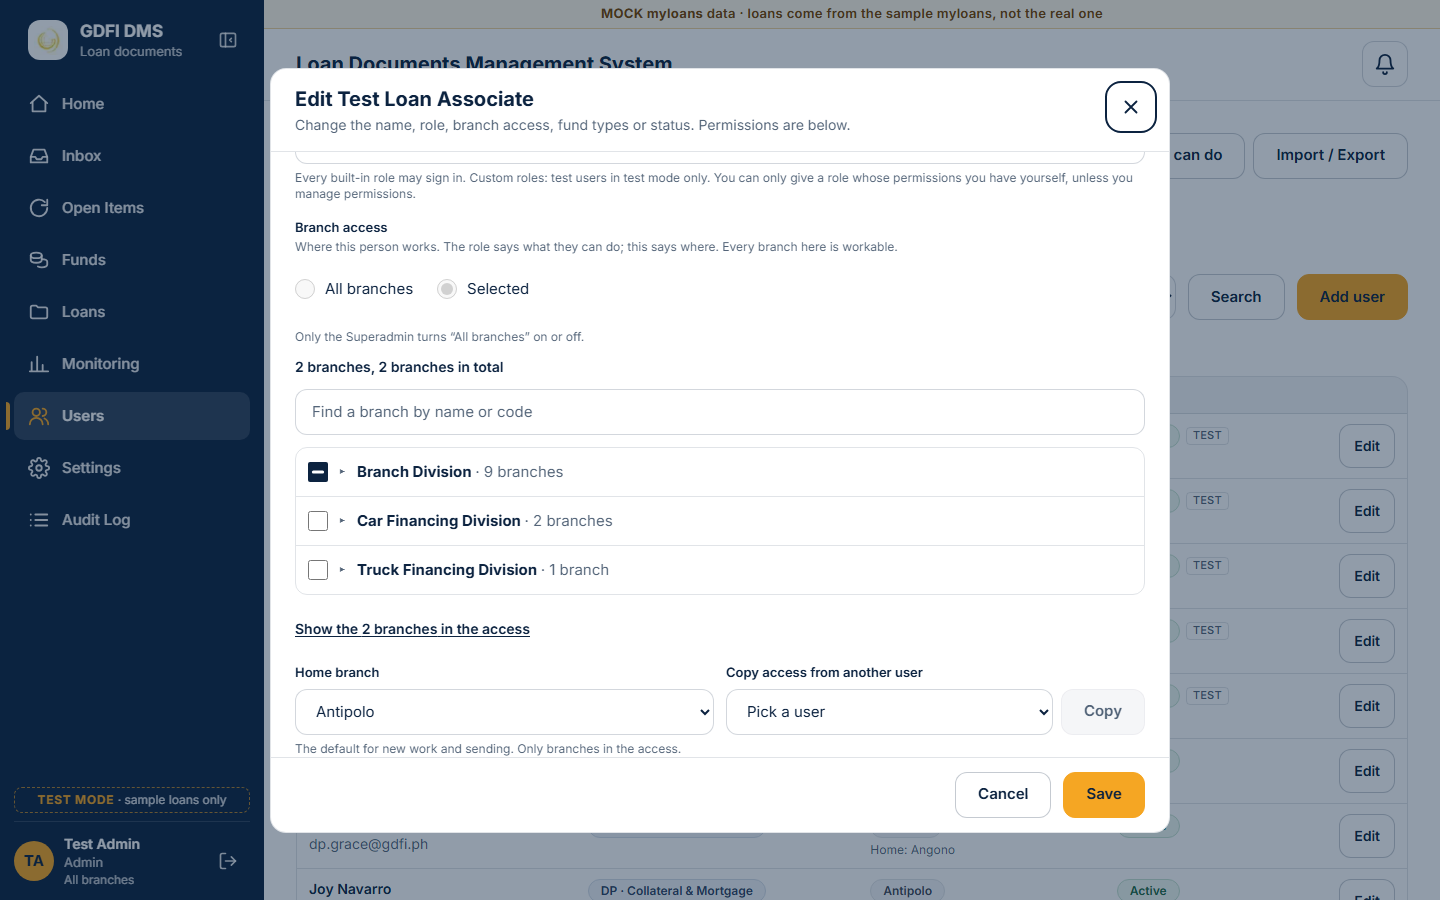 MOCK myloans data · loans come from the sample myloans, not the real one
GDFI DMS
Loan documents
Home
Inbox
Open Items
Funds
Loans
Monitoring
Users
Settings
Audit Log
TEST MODE · sample loans only
TA
Test Admin
Admin
All branches
Loan Documents Management System
can do
Import / Export
Search
Add user
Edit Test Loan Associate
Change the name, role, branch access, fund types or status. Permissions are below.
Every built-in role may sign in. Custom roles: test users in test mode only. You can only give a role whose permissions you have yourself, unless you
manage permissions.
Branch access
Where this person works. The role says what they can do; this says where. Every branch here is workable.
All branches
Selected
Only the Superadmin turns “All branches” on or off.
2 branches, 2 branches in total
Find a branch by name or code
Branch Division · 9 branches
Car Financing Division · 2 branches
Truck Financing Division · 1 branch
Show the 2 branches in the access
Home branch
Copy access from another user
Antipolo
Pick a user
Copy
The default for new work and sending. Only branches in the access.
Cancel
Save
TEST
Edit
TEST
Edit
TEST
Edit
TEST
Edit
TEST
Edit
Edit
dp.grace@gdfi.ph
Home: Angono
Edit
Joy Navarro
DP · Collateral & Mortgage
Antipolo
Active
Edit